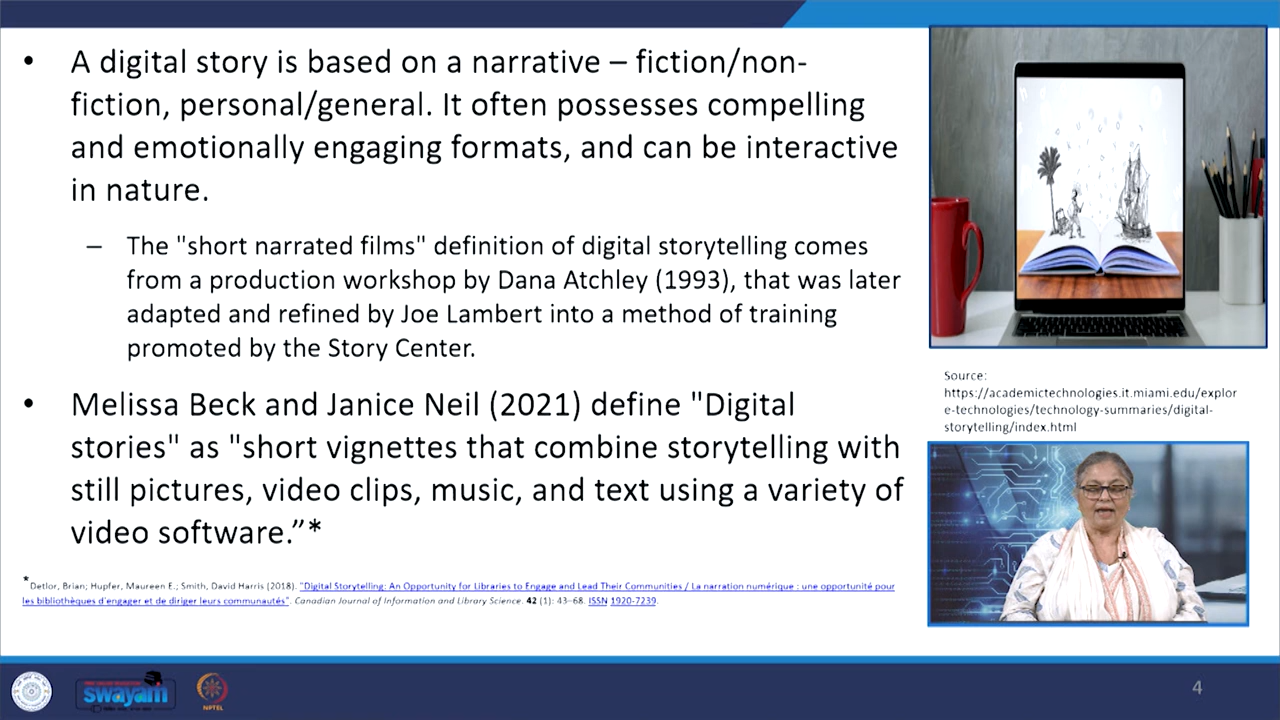 • A digital story is based on a narrative – fiction/non-
fiction, personal/general. It often possesses compelling
and emotionally engaging formats, and can be interactive
in nature.
– The "short narrated films" definition of digital storytelling comes
from a production workshop by Dana Atchley (1993), that was later
adapted and refined by Joe Lambert into a method of training
promoted by the Story Center.
• Melissa Beck and Janice Neil (2021) define "Digital
stories" as "short vignettes that combine storytelling with
still pictures, video clips, music, and text using a variety of
video software.”*
*Detlor, Brian; Hupfer, Maureen E.; Smith, David Harris (2018). "Digital Storytelling: An Opportunity for Libraries to Engage and Lead Their Communities / La narration numérique : une opportunité pour
les bibliothèques d'engager et de diriger leurs communautés". Canadian Journal of Information and Library Science. 42 (1): 43–68. ISSN 1920-7239.
Source:
https://academictechnologies.it.miami.edu/explor
e-technologies/technology-summaries/digital-
storytelling/index.html
swayam
NPTEL
4